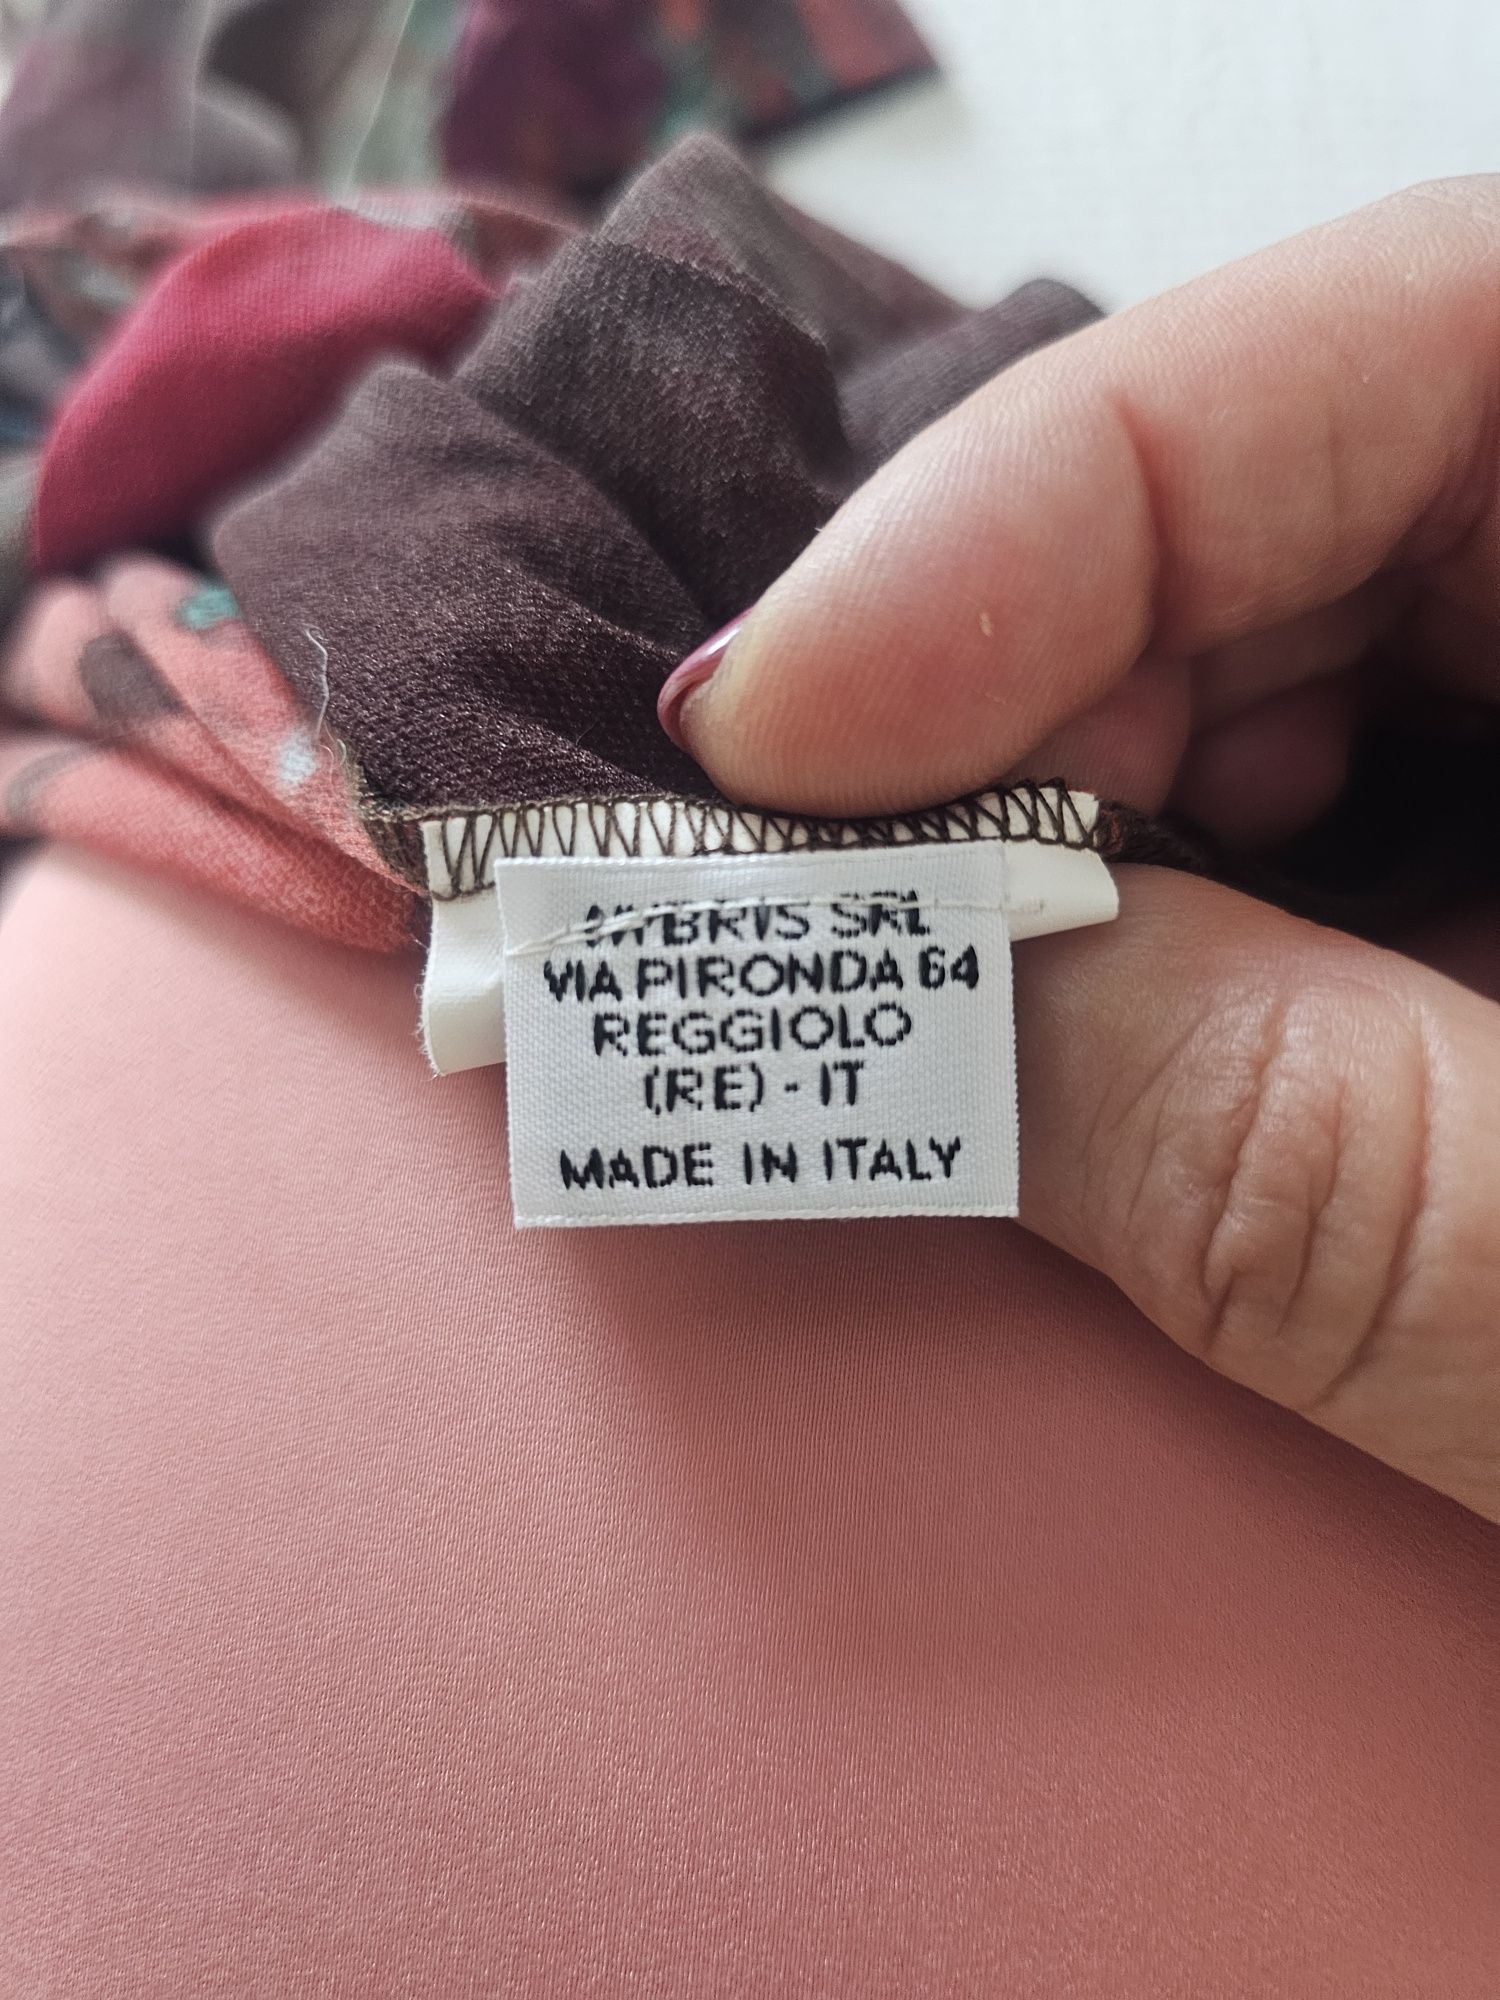 SRL
VIA PIRONDA 64
REGGIOLO
(RE) - IT
MADE IN ITALY